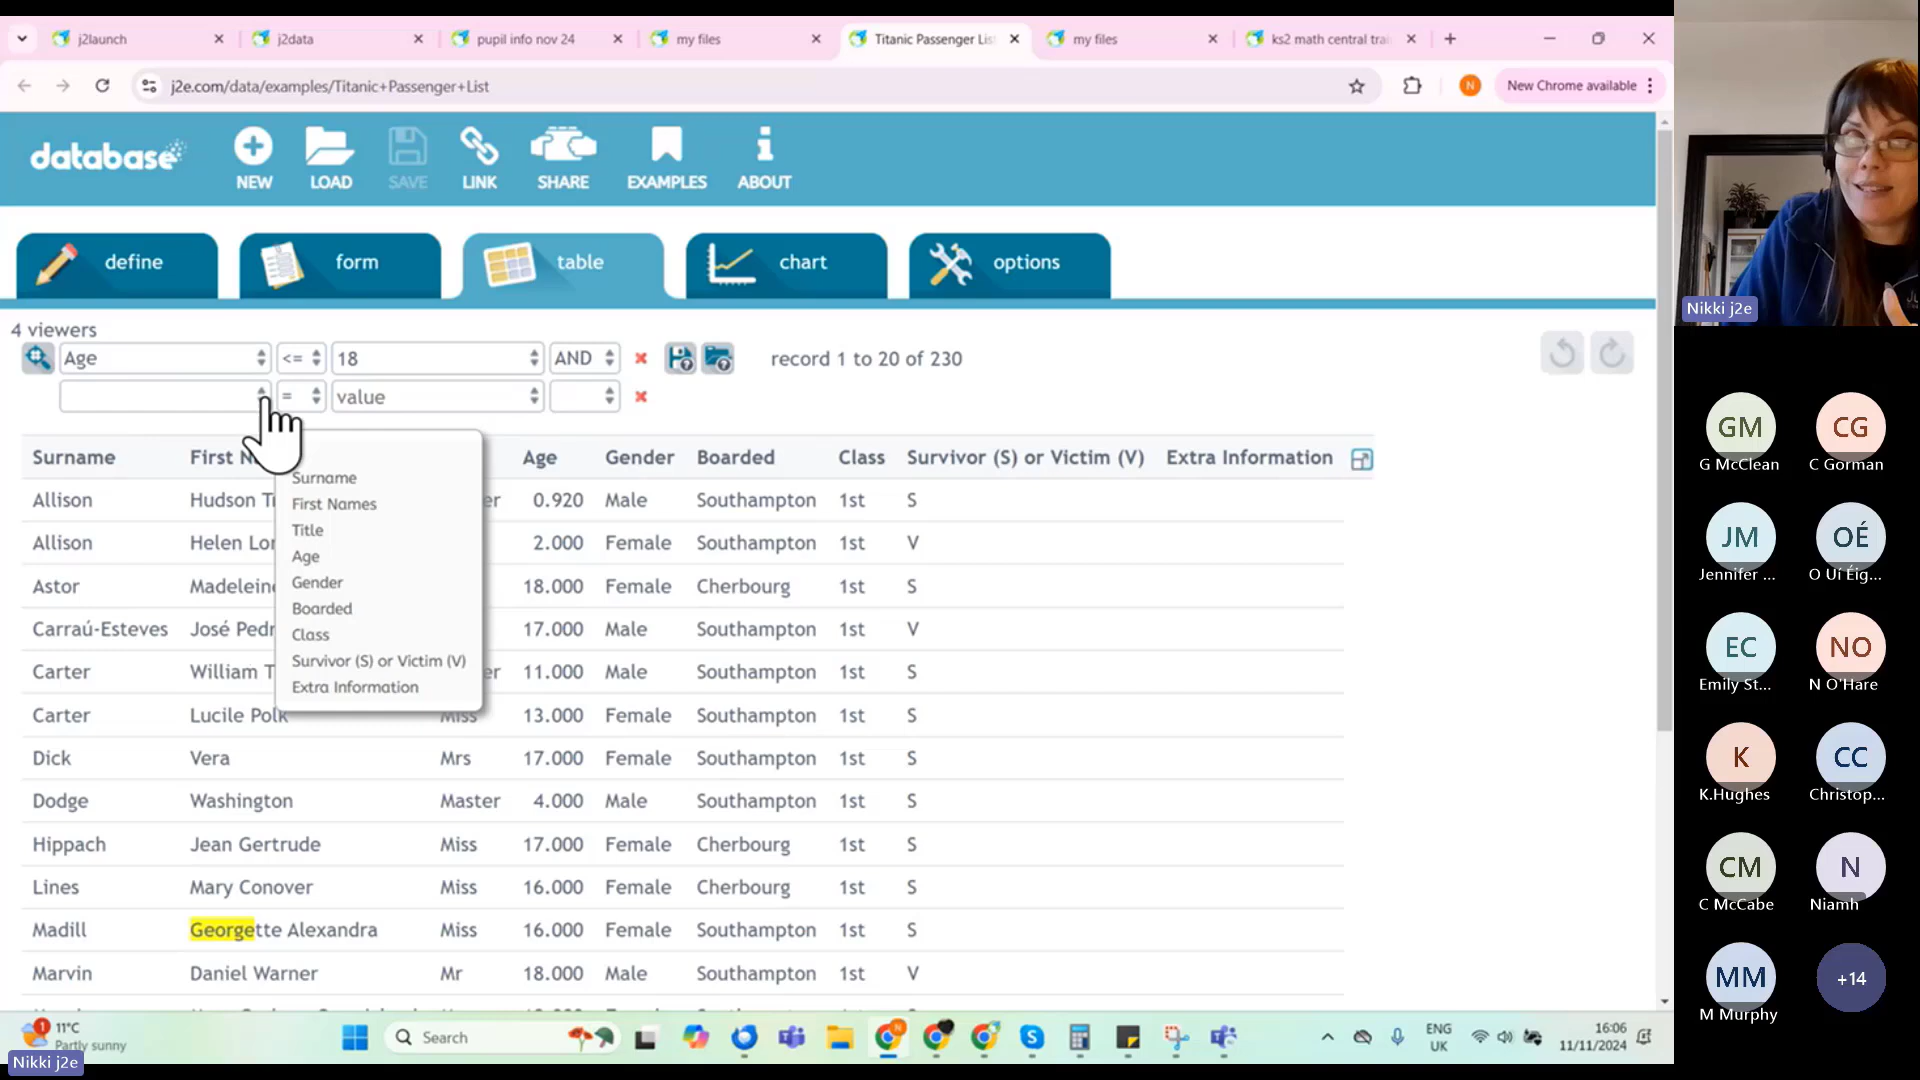 j2launch
j2data
pupil info nov 24
my files
Titanic Passenger Lis
my files
ks2 math central trai
j2e.com/data/examples/Titanic+Passenger+List
N
New Chrome available
database
NEW
LOAD
SAVE
LINK
SHARE
EXAMPLES
ABOUT
define
form
table
chart
options
4 viewers
Age <= 18 AND record 1 to 20 of 230
= value
Surname First N Age Gender Boarded Class Survivor (S) or Victim (V) Extra Information
Surname
First Names
Title
Age
Gender
Boarded
Class
Survivor (S) or Victim (V)
Extra Information
Allison Hudson T er 0.920 Male Southampton 1st S
Allison Helen Lor 2.000 Female Southampton 1st V
Astor Madeleine 18.000 Female Cherbourg 1st S
Carraú-Esteves José Pedr 17.000 Male Southampton 1st V
Carter William T er 11.000 Male Southampton 1st S
Carter Lucile Polk Miss 13.000 Female Southampton 1st S
Dick Vera Mrs 17.000 Female Southampton 1st S
Dodge Washington Master 4.000 Male Southampton 1st S
Hippach Jean Gertrude Miss 17.000 Female Cherbourg 1st S
Lines Mary Conover Miss 16.000 Female Cherbourg 1st S
Madill Georgette Alexandra Miss 16.000 Female Southampton 1st S
Marvin Daniel Warner Mr 18.000 Male Southampton 1st V
1
11°C
Partly sunny
Search
ENG
UK
16:06
11/11/2024
Nikki j2e
Nikki j2e
GM
G McClean
CG
C Gorman
JM
Jennifer ...
OÉ
O Uí Éig...
EC
Emily St...
NO
N O'Hare
K
K.Hughes
CC
Christop...
CM
C McCabe
N
Niamh
MM
M Murphy
+14